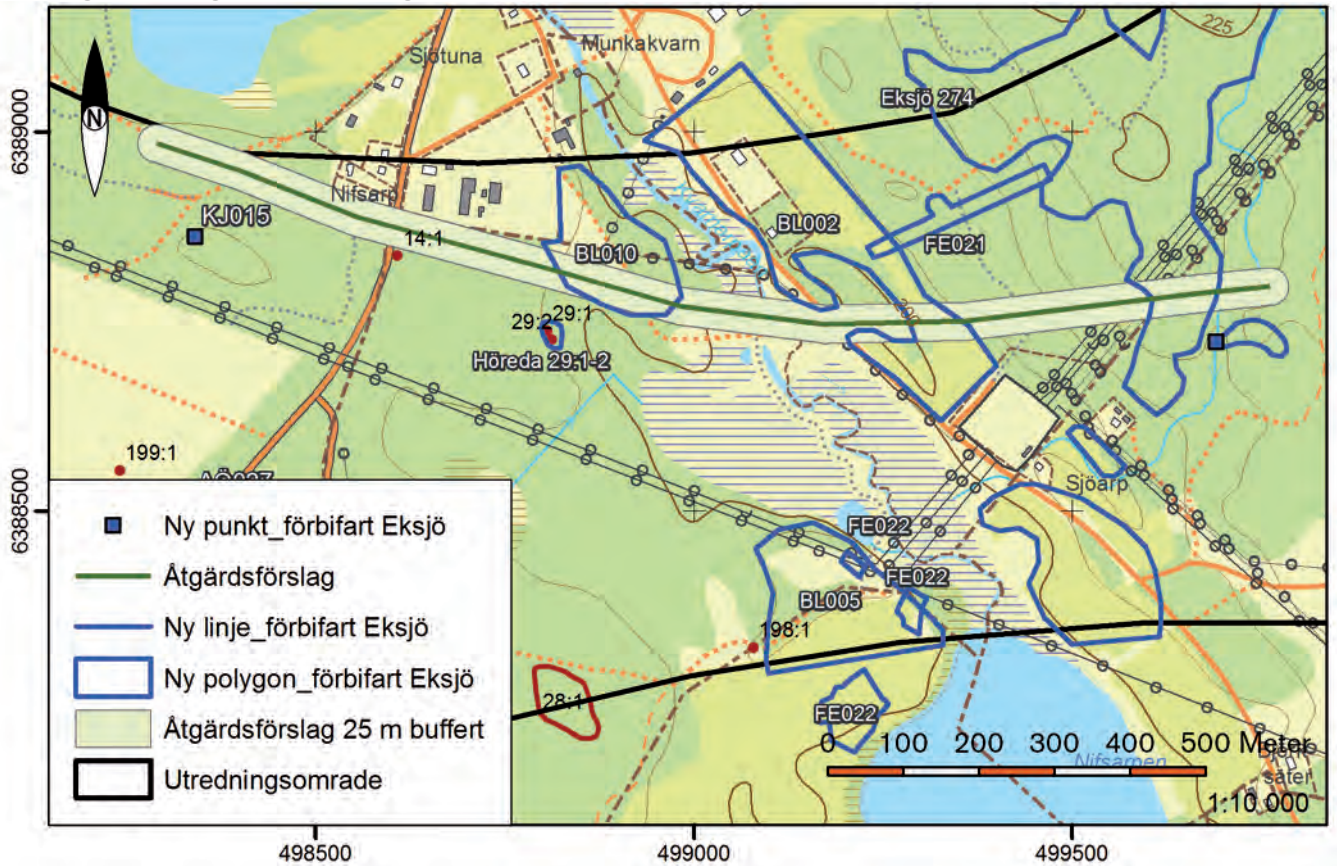 225
Sjötuna
Munkakvarn
Eksjö 274
N
6389000
Nifsarp
KJ015
14:1
BL010
BL002
FE021
29:2
29:1
Höreda 29:1-2
199:1
Sjöarp
6388500
FE022
FE022
BL005
198:1
28:1
FE022
Ny punkt_förbifart Eksjö
Åtgärdsförslag
Ny linje_förbifart Eksjö
Ny polygon_förbifart Eksjö
Åtgärdsförslag 25 m buffert
Utredningsomrade
0 100 200 300 400 500 Meter
Nifsarpen
säter
1:10 000
498500 499000 499500